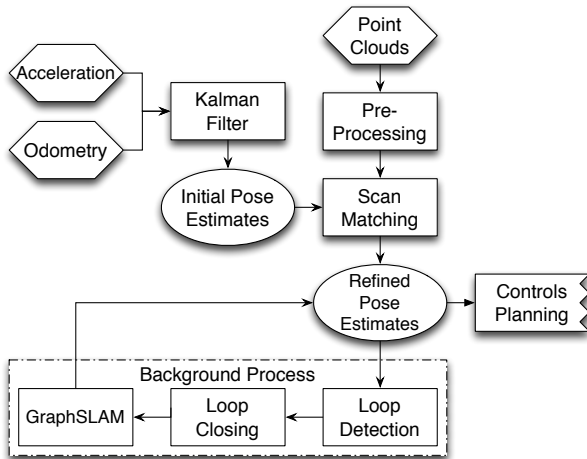 Point
Clouds
Acceleration
Kalman
Filter
Pre-
Processing
Odometry
Initial Pose
Estimates
Scan
Matching
Refined
Pose
Estimates
Controls
Planning
Background Process
GraphSLAM
Loop
Closing
Loop
Detection